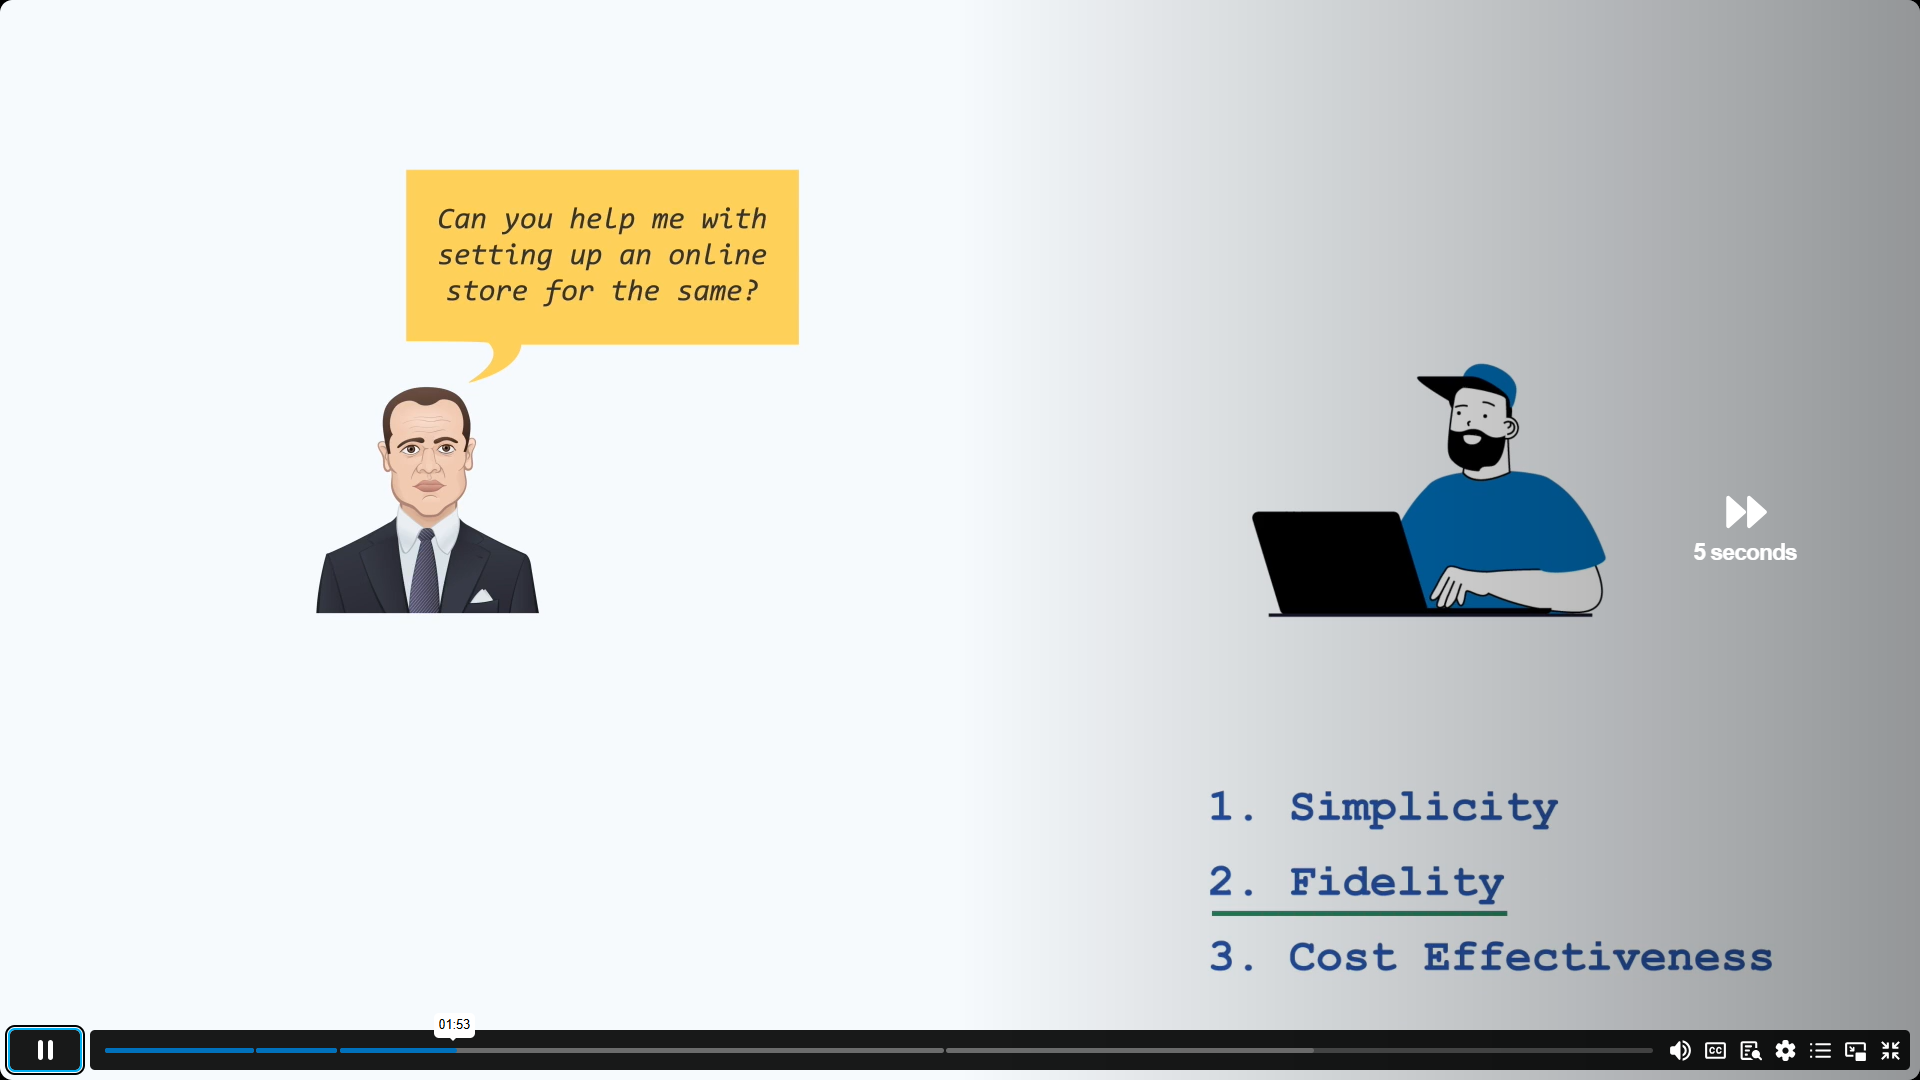 Can you help me with
setting up an online
store for the same?
5 seconds
1. Simplicity
2. Fidelity
3. Cost Effectiveness
01:53
CC